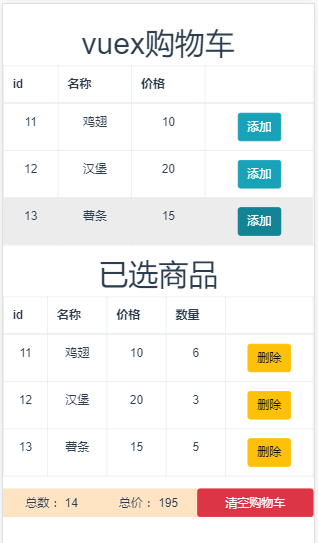 vuex购物车
id 名称 价格
11 鸡翅 10 添加
12 汉堡 20 添加
13 薯条 15 添加
已选商品
id 名称 价格 数量
11 鸡翅 10 6 删除
12 汉堡 20 3 删除
13 薯条 15 5 删除
总数： 14 总价： 195 清空购物车